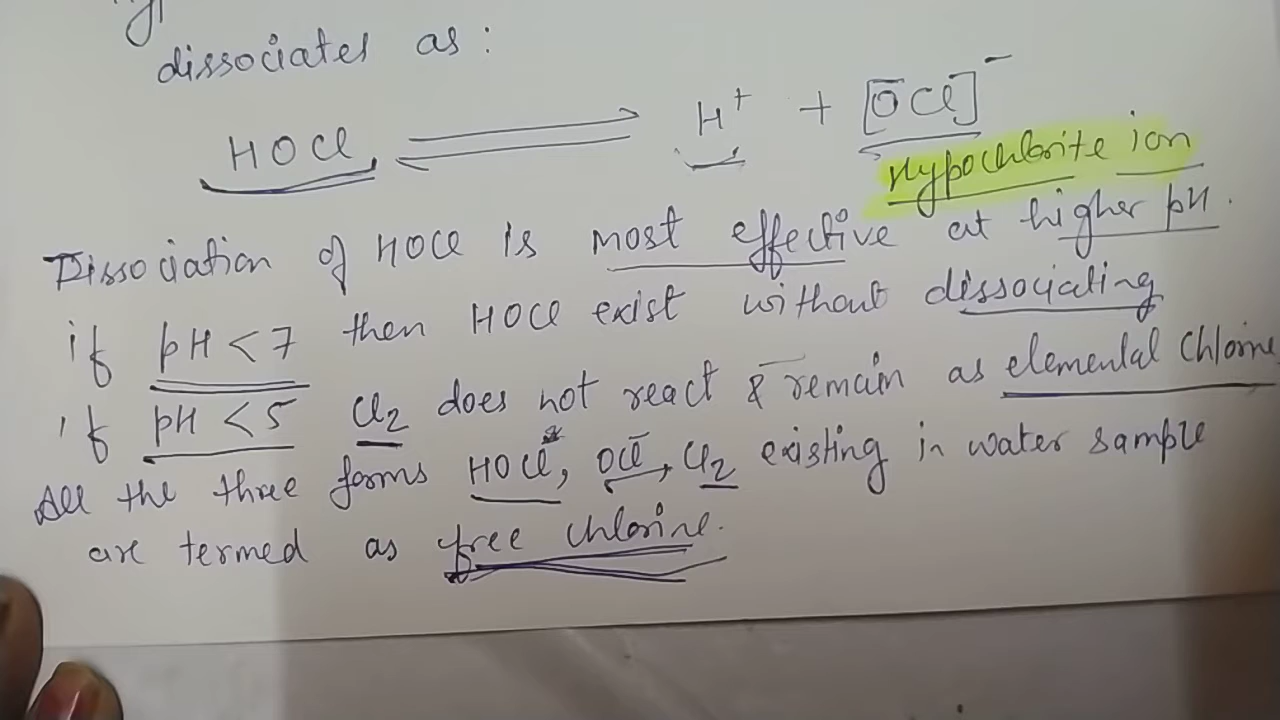 dissociates as :
HOCl ⇌ H⁺ + [OCl]⁻
Hypochlorite ion
Dissociation of HOCl is most effective at higher pH.
if pH < 7 then HOCl exist without dissociating
if pH < 5 Cl₂ does not react & remain as elemental Chlorine
All the three forms HOCl, OCl⁻, Cl₂ existing in water sample
are termed as free chlorine.